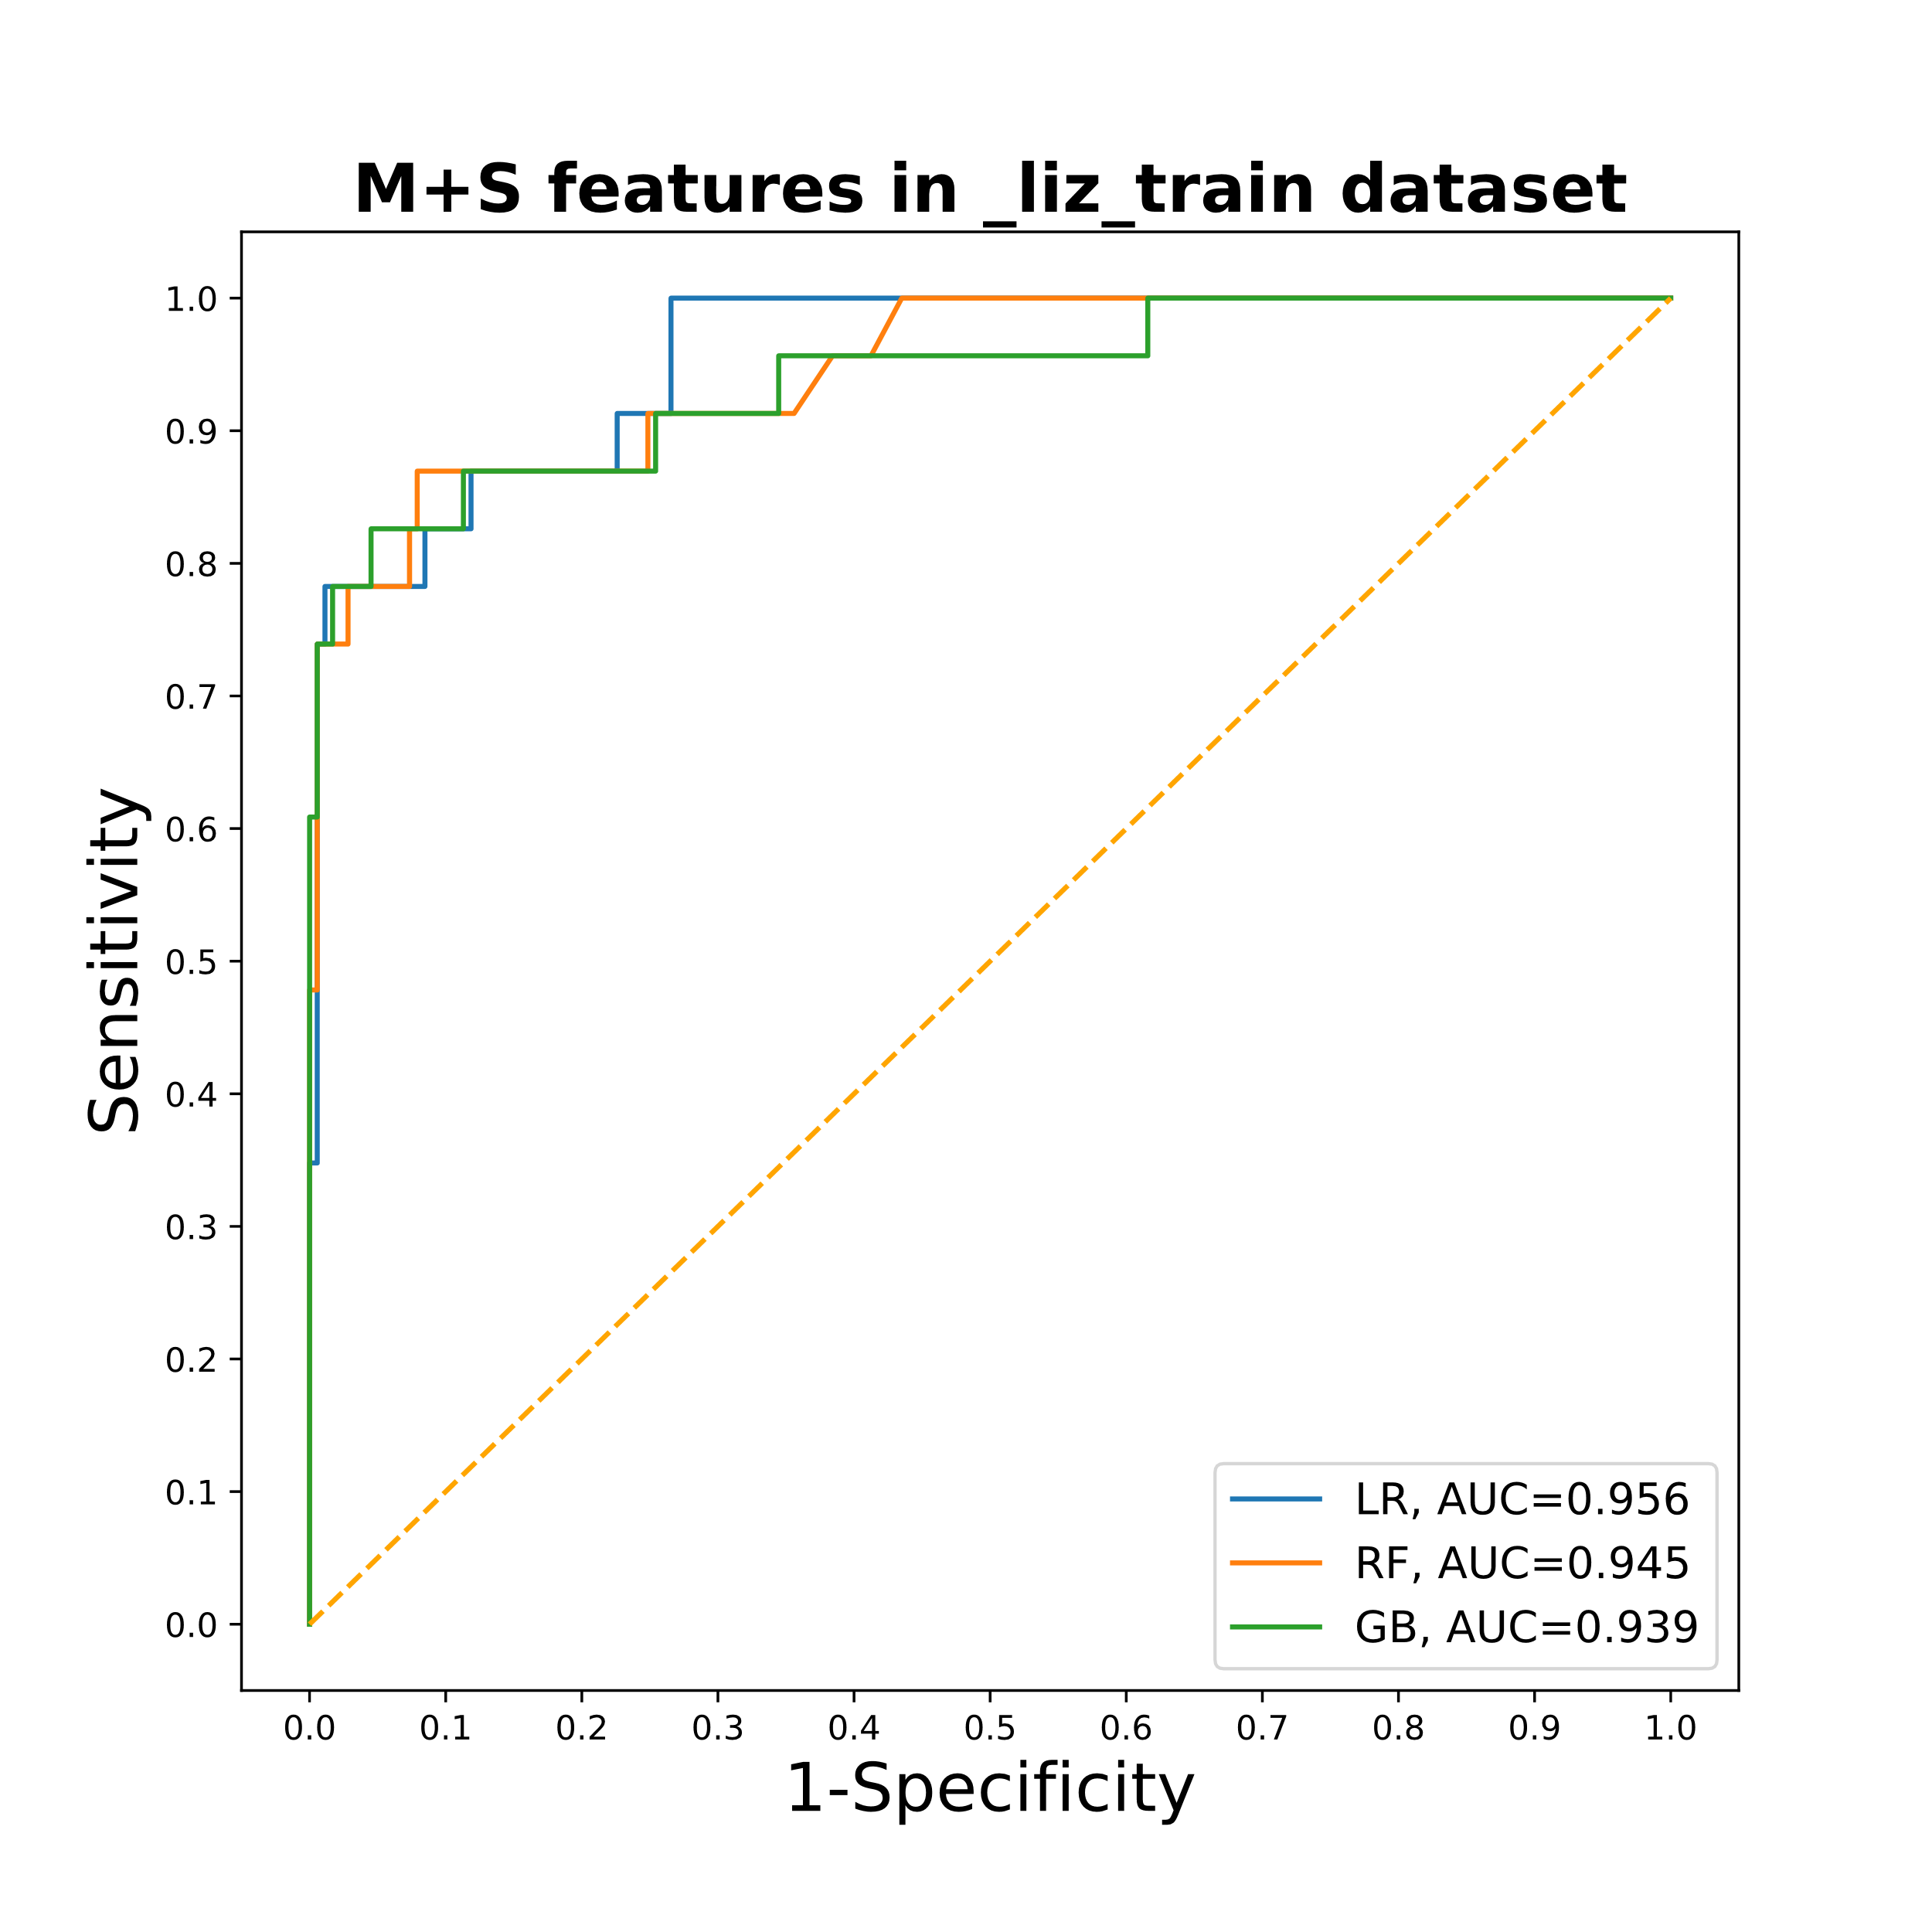 M+S features in _liz_train dataset
1.0
0.9
0.8
0.7
0.6
0.5
0.4
0.3
0.2
0.1
0.0
Sensitivity
LR, AUC=0.956
RF, AUC=0.945
GB, AUC=0.939
0.0 0.1 0.2 0.3 0.4 0.5 0.6 0.7 0.8 0.9 1.0
1-Specificity